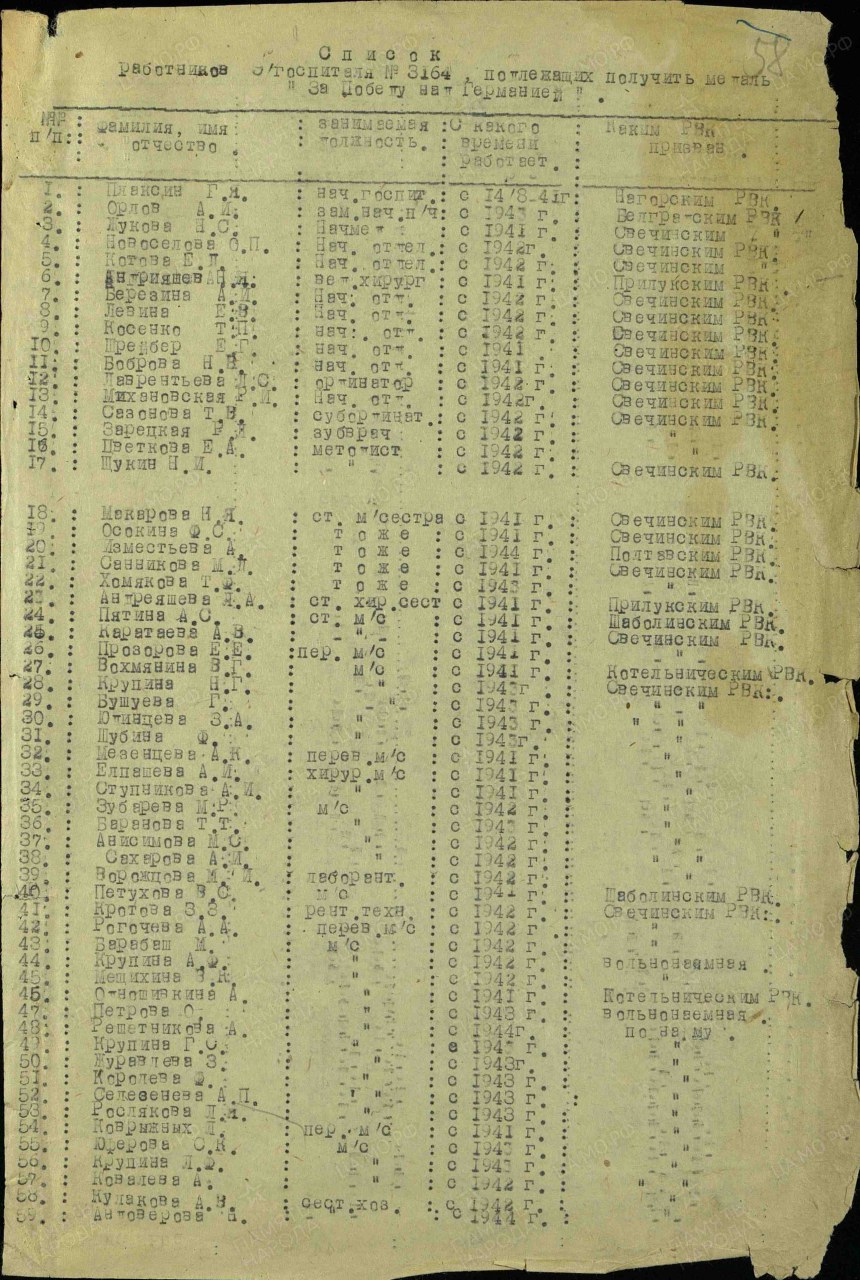 58
Список
работников Э/госпиталя № 3164, подлежащих получить медаль
" За Победу над Германией " .
№№ п/п: : фамилия, имя отчество . : занимаемая должность. : С какого времени работает. : Каким РВК призван .
1. : Плаксин Г.Я. : нач.госпит.: с 14/8-41г: Нагорским РВК.
2. : Орлов А.И. : зам.нач.п/ч: с 1943 г. : Белградским РВК /
3. : Жукова Н.С. : Начмед : с 1941 г. : Свечинским " "
4. : Новоселова О.П. : Нач. отдел.: с 1942г. : Свечинским РВК.
5. : Котова Е.Д. : Нач. отдел.: с 1942 г. : Свечинским "
6. : Андрияшев : вед.хирург : с 1941 г. : Прилукским РВК.
7. : Березина А.И. : Нач. отд. : с 1942 г. : Свечинским РВК.
8. : Левина Е.В. : Нач. отд. : с 1942 г. : Свечинским РВК.
9. : Косенко Т.П. : нач. отд. : с 1942 г. : Свечинским РВК.
10. : Шрейбер Е.Г. : нач. отд. : с 1941 . : Свечинским РВК.
11. : Боброва Н.Н. : нач. отд. : с 1941 г. : Свечинским РВК.
12. : Лаврентьева Л.С. : ординатор : с 1942 г. : Свечинским РВК.
13. : Михановская Р.И. : Нач. отд. : с 1942г. : Свечинским РВК.
14. : Сазонова Т.В. : субординат.: с 1942 г. : Свечинским РВК.
15. : Зарецкая : зубврач : с 1942 г. : "
16. : Цветкова Е.А. : методист : с 1942 г. : "
17. : Щукин Н.И. : " : с 1942 г. : Свечинским РВК.
18. : Макарова Н.Я. : ст. м/сестра с 1941 г. : Свечинским РВК.
19. : Осокина Ф.С. : т о ж е : с 1941 г. : Свечинским РВК.
20. : Изместьева А. : т о ж е : с 1944 г. : Полтавским РВК.
21. : Санникова М.Д. : т о ж е : с 1941 г. : Свечинским РВК.
22. : Хомякова Т.Ф. : т о ж е : с 1943 г. : "
23. : Андреяшева Н.А. : ст. хир.сест с 1941 г. : Прилукским РВК.
24. : Пятина А.С. : ст. м/с : с 1941 г. : Шаболинским РВК.
25. : Каратаева А.В. : " : с 1941 г. : Свечинским РВК.
26. : Прозорова Е.Е. :пер. м/с : с 1941 г. : "
27. : Вохмянина В.Г. : м/с : с 1941 г. : Котельническим РВК.
28. : Крупина Н.Г. : " : с 1943г : Свечинским РВК.
29. : Бушуева Г. : " : с 1943 г. : " "
30. : Юдинцева З.А. : " : с 1943 г. : " "
31. : Шубина Ф. : " : с 1943г. : "
32. : Мезенцева А.К. : перев.м/с : с 1941 г. : "
33. : Елпашева А.И. : хирур.м/с : с 1941 г. : "
34. : Ступникова А.И. : " : с 1941 г. : "
35. : Зубарева М.Р. : м/с : с 1942 г. : "
36. : Баранова Т.Т. : " : с 1943 г. : "
37. : Анисимова М.С. : " : с 1942 г. : "
38. : Сахарова А.И. : " : с 1942 г. : " "
39. : Ворожцова М.И. : лаборант. : с 1942 г. : "
40. : Петухова В.С. : м/с : с 1941 г. : Шаболинским РВК.
41. : Кротова З.З. : рент.техн. : с 1942 г. : Свечинским РВК.
42. : Рогочева А.А. : перев.м/с : с 1942 г. : "
43. : Барабаш М. : м/с : с 1942 г. : "
44. : Крупина А.Ф. : " : с 1942 г. : вольнонаемная .
45. : Мещихина З.К. : " : с 1942 г. : "
46. : Отношивкина А. : " : с 1941 г. : Котельническим РВК.
47. : Петрова О. : " : с 1943 г. : вольнонаемная .
48. : Решетникова А. : " : с 1944г. : по найму .
49. : Крупина Г.С. : " : с 1943 г. : "
50. : Журавлева З. : " : с 1943г. : "
51. : Королева Ф. : " : с 1943 г. : "
52 : Селезенева А.П. : " : с 1943 г. : "
53. : Рослякова : " : с 1943 г. : "
54. : Коврыжных : пер. м/с : с 1941 г. : "
55. : Юферова С.К. : м/с : с 1943 г. : "
56. : Крупина Л.Ф. : " : с 1943 г. : "
57. : Ковалева А. : " : с 1942 г. : " "
58. : Кулакова А.В. : сест.хоз. : с 1942 г. : "
59. : Андоверова : " : с 1944 г. : "